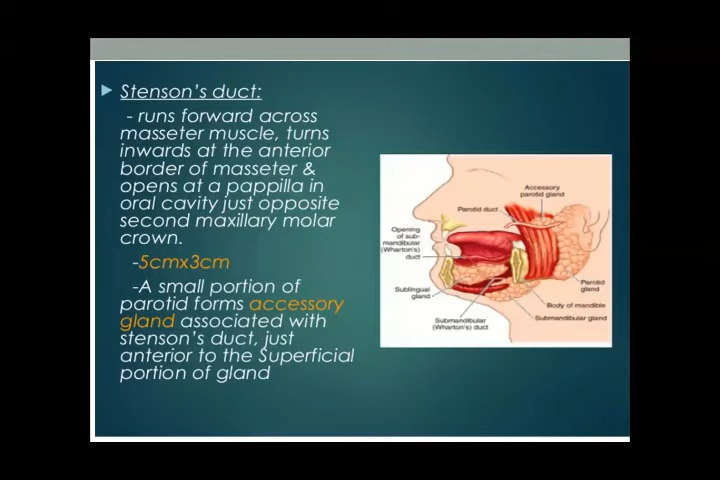 Stenson's duct:
- runs forward across
masseter muscle, turns
inwards at the anterior
border of masseter &
opens at a pappilla in
oral cavity just opposite
second maxillary molar
crown.
-5cmx3cm
-A small portion of
parotid forms accessory
gland associated with
stenson's duct, just
anterior to the Superficial
portion of gland
Accessory
parotid gland
Parotid duct
Opening
of sub-
mandibular
(Wharton's)
duct
Sublingual
gland
Parotid
gland
Body of mandible
Submandibular gland
Submandibular
(Wharton's) duct